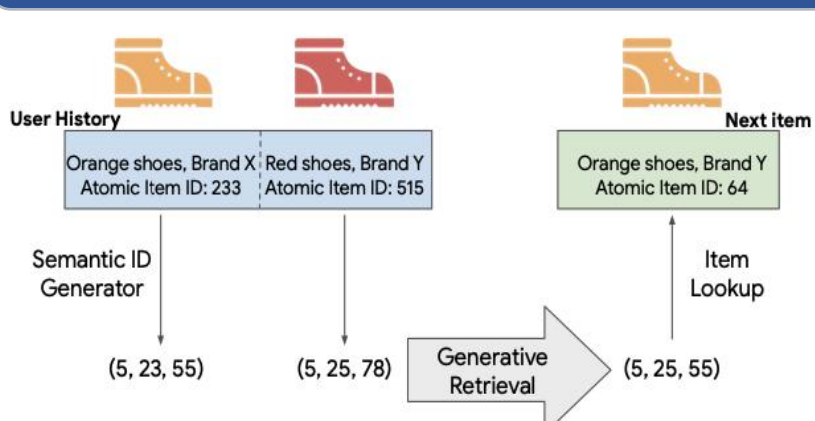 User History
Next item
Orange shoes, Brand X
Atomic Item ID: 233
Red shoes, Brand Y
Atomic Item ID: 515
Orange shoes, Brand Y
Atomic Item ID: 64
Semantic ID
Generator
Item
Lookup
(5, 23, 55)
(5, 25, 78)
Generative
Retrieval
(5, 25, 55)